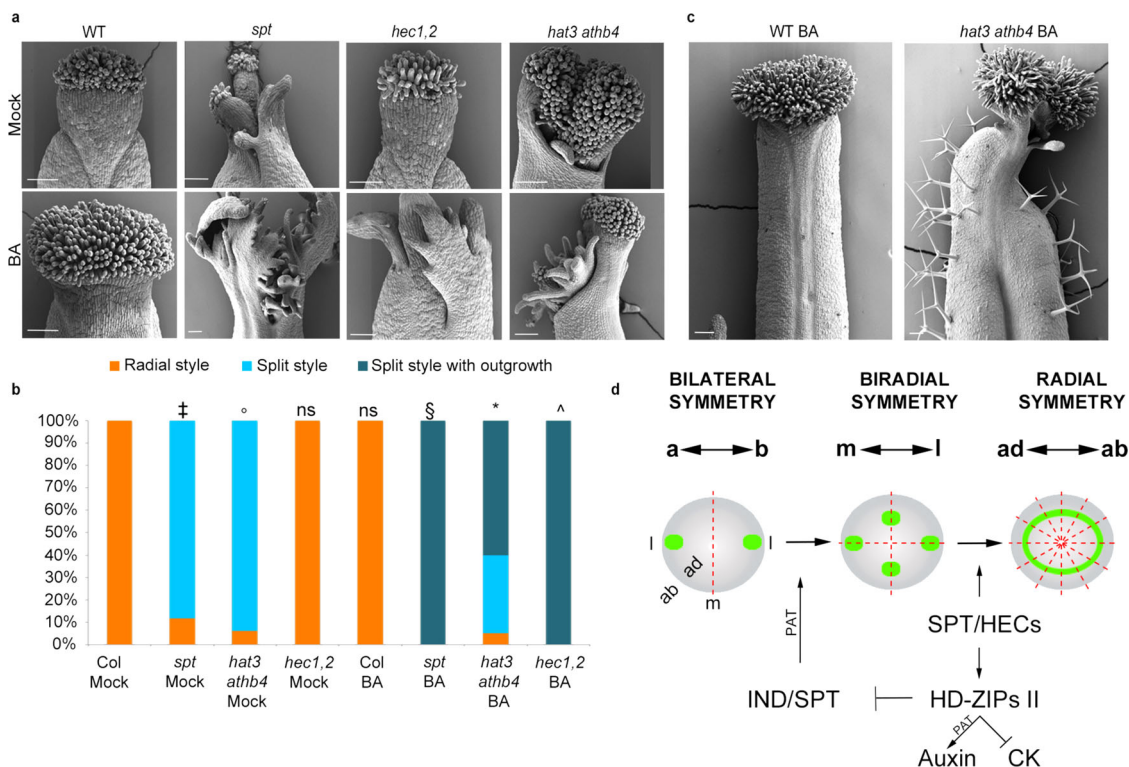 a
WT
spt
hec1,2
hat3 athb4
Mock
BA
c
WT BA
hat3 athb4 BA
Radial style
Split style
Split style with outgrowth
b
‡
°
ns
ns
§
*
^
100%
90%
80%
70%
60%
50%
40%
30%
20%
10%
0%
Col Mock
spt Mock
hat3 athb4 Mock
hec1,2 Mock
Col BA
spt BA
hat3 athb4 BA
hec1,2 BA
d
BILATERAL SYMMETRY
BIRADIAL SYMMETRY
RADIAL SYMMETRY
a b
m l
ad ab
l
l
ad
ab
m
PAT
SPT/HECs
IND/SPT
HD-ZIPs II
PAT
Auxin
CK